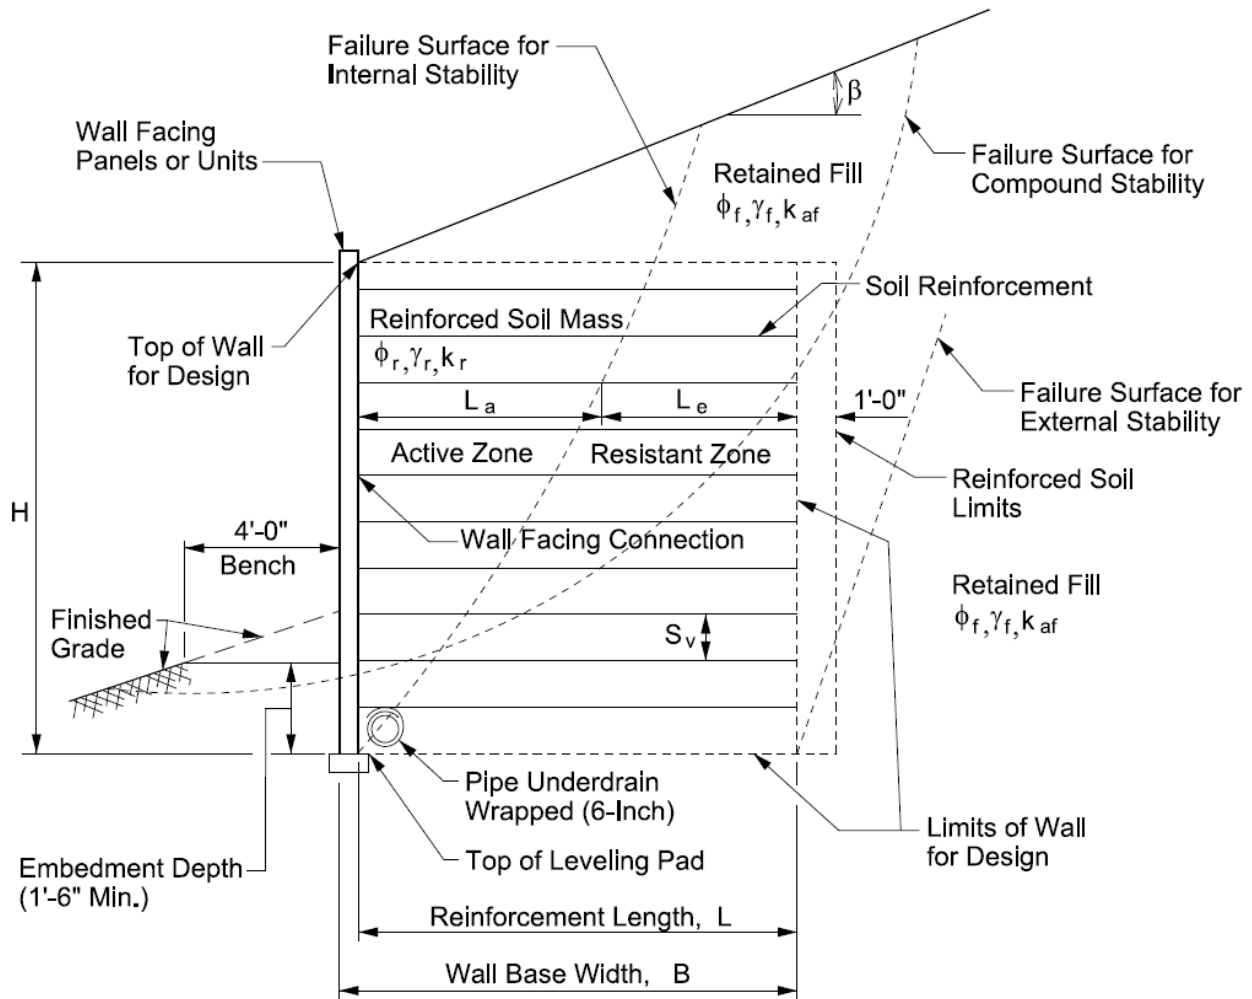 Failure Surface for
Internal Stability
β
Wall Facing
Panels or Units
Failure Surface for
Compound Stability
Retained Fill
ϕf,γf,kaf
Soil Reinforcement
Reinforced Soil Mass
ϕr,γr,kr
Top of Wall
for Design
La
Le
1'-0"
Failure Surface for
External Stability
Active Zone
Resistant Zone
Reinforced Soil
Limits
H
4'-0"
Bench
Wall Facing Connection
Retained Fill
ϕf,γf,kaf
Finished
Grade
Sv
Pipe Underdrain
Wrapped (6-Inch)
Limits of Wall
for Design
Top of Leveling Pad
Embedment Depth
(1'-6" Min.)
Reinforcement Length, L
Wall Base Width, B